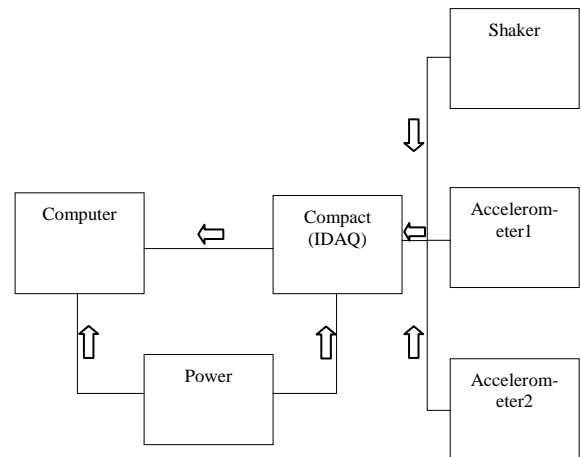 Shaker
Computer
Compact
(IDAQ)
Accelerom-
eter1
Power
Accelerom-
eter2